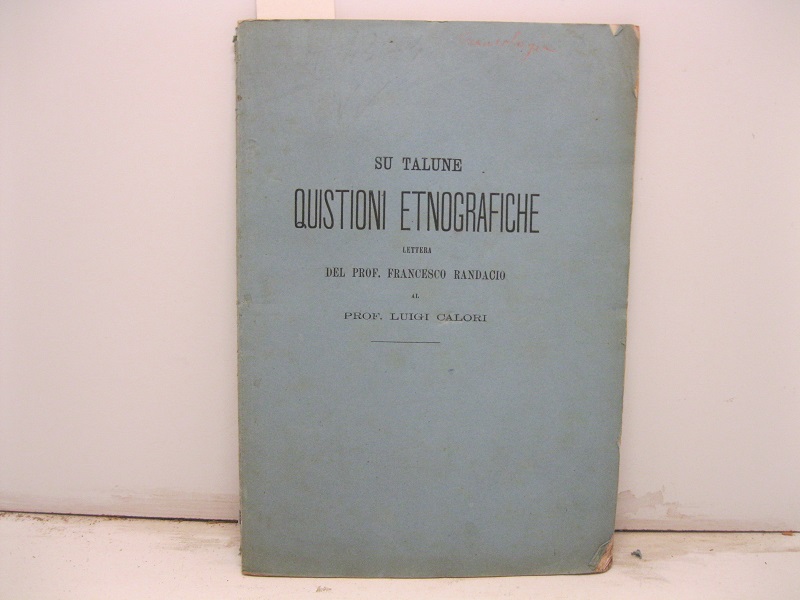 SU TALUNE
QUISTIONI ETNOGRAFICHE
LETTERA
DEL PROF. FRANCESCO RANDACIO
AL
PROF. LUIGI CALORI